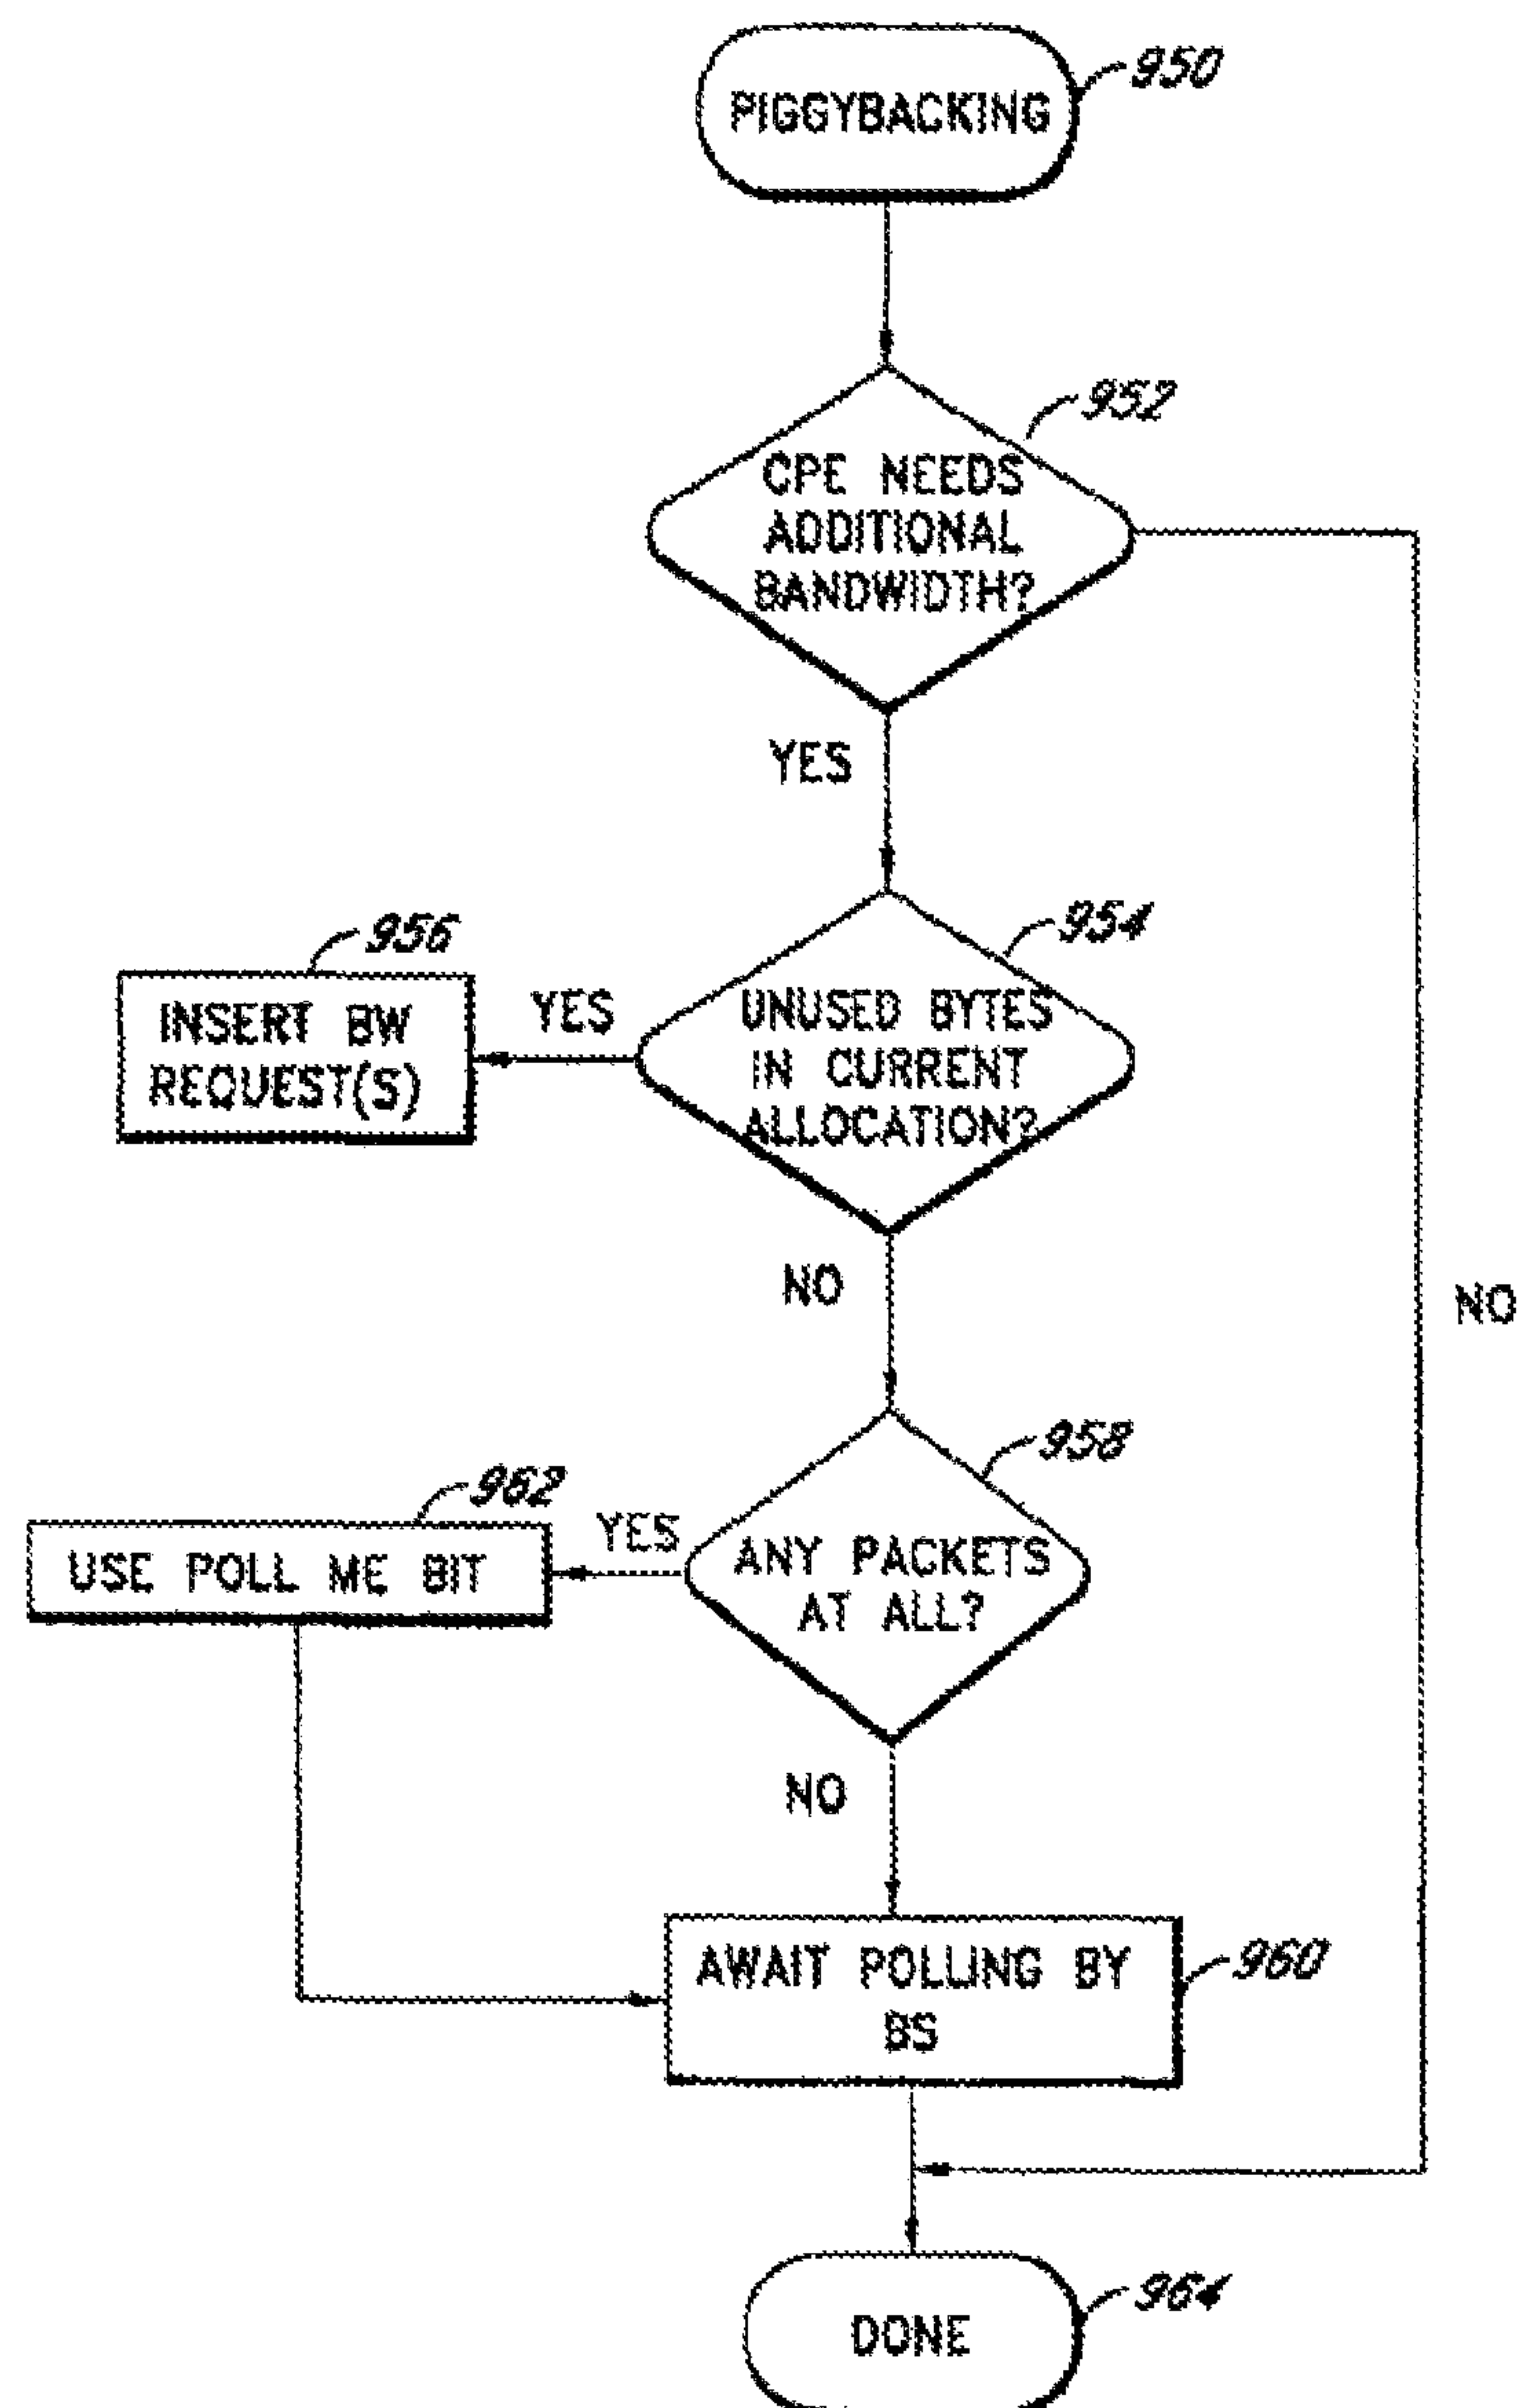 950
PIGGYBACKING
952
CPE NEEDS
ADDITIONAL
BANDWIDTH?
YES
954
956
INSERT BW
REQUEST(S)
YES
UNUSED BYTES
IN CURRENT
ALLOCATION?
NO
NO
958
962
USE POLL ME BIT
YES
ANY PACKETS
AT ALL?
NO
960
AWAIT POLLING BY
BS
964
DONE